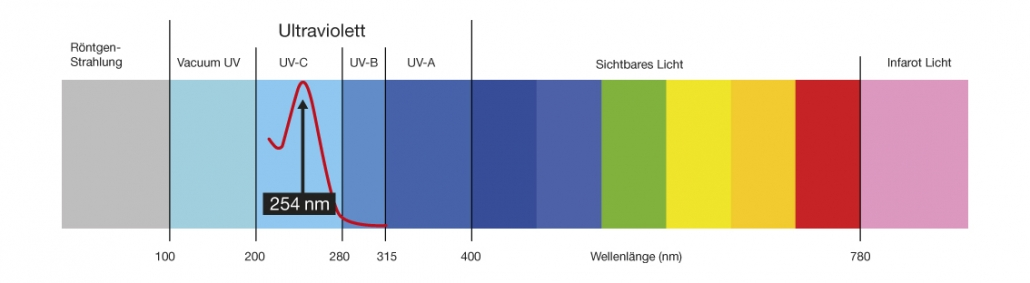 Ultraviolett
Röntgen-
Strahlung
Vacuum UV
UV-C
UV-B
UV-A
Sichtbares Licht
Infarot Licht
254 nm
100
200
280
315
400
Wellenlänge (nm)
780